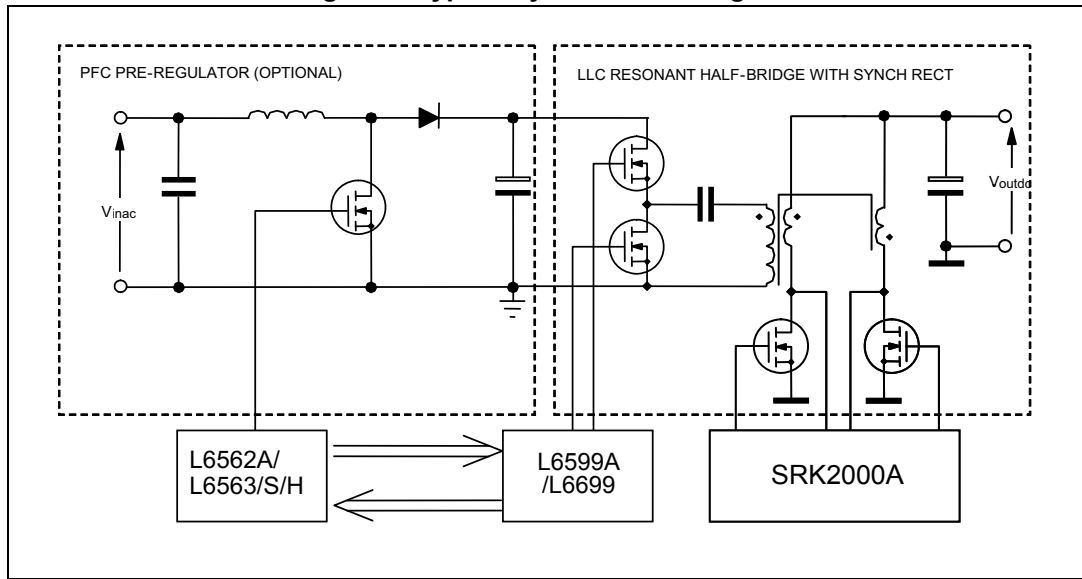 PFC PRE-REGULATOR (OPTIONAL)
LLC RESONANT HALF-BRIDGE WITH SYNCH RECT
Vinac
Voutdc
L6562A/
L6563/S/H
L6599A
/L6699
SRK2000A